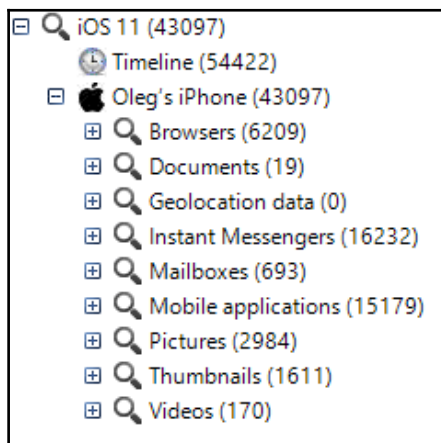 iOS 11 (43097)
Timeline (54422)
Oleg's iPhone (43097)
Browsers (6209)
Documents (19)
Geolocation data (0)
Instant Messengers (16232)
Mailboxes (693)
Mobile applications (15179)
Pictures (2984)
Thumbnails (1611)
Videos (170)